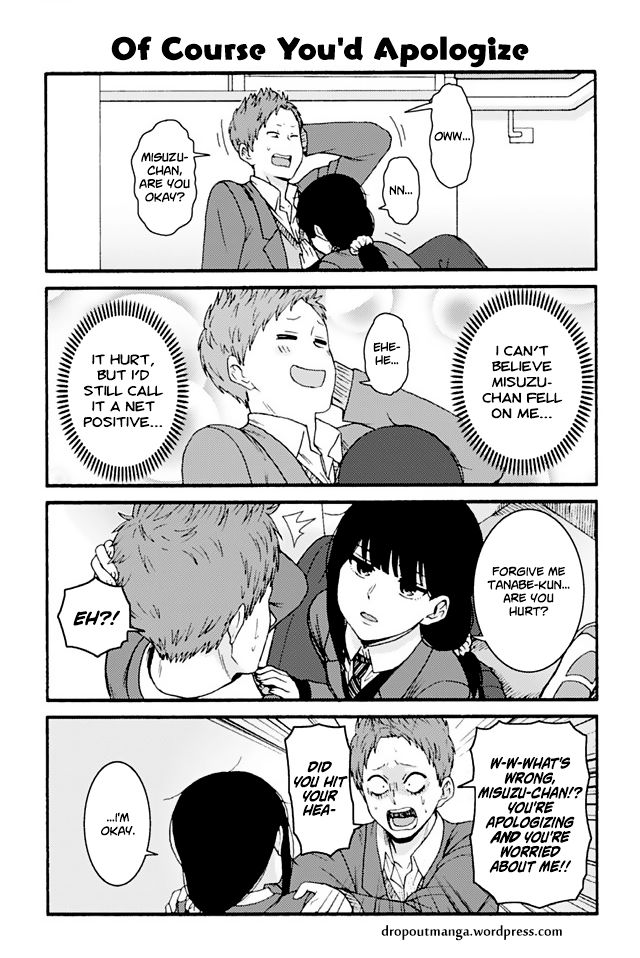 Of Course You'd Apologize
OWW...
MISUZU-
CHAN,
ARE YOU
OKAY?
NN...
I CAN'T
BELIEVE
MISUZU-
CHAN FELL
ON ME...
EHE-
HE...
IT HURT,
BUT I'D
STILL CALL
IT A NET
POSITIVE...
FORGIVE ME
TANABE-KUN...
ARE YOU
HURT?
EH?!
W-W-WHAT'S
WRONG,
MISUZU-CHAN!?
YOU'RE
APOLOGIZING
AND YOU'RE
WORRIED
ABOUT ME!!
DID
YOU HIT
YOUR
HEA-
...I'M
OKAY.
dropoutmanga.wordpress.com